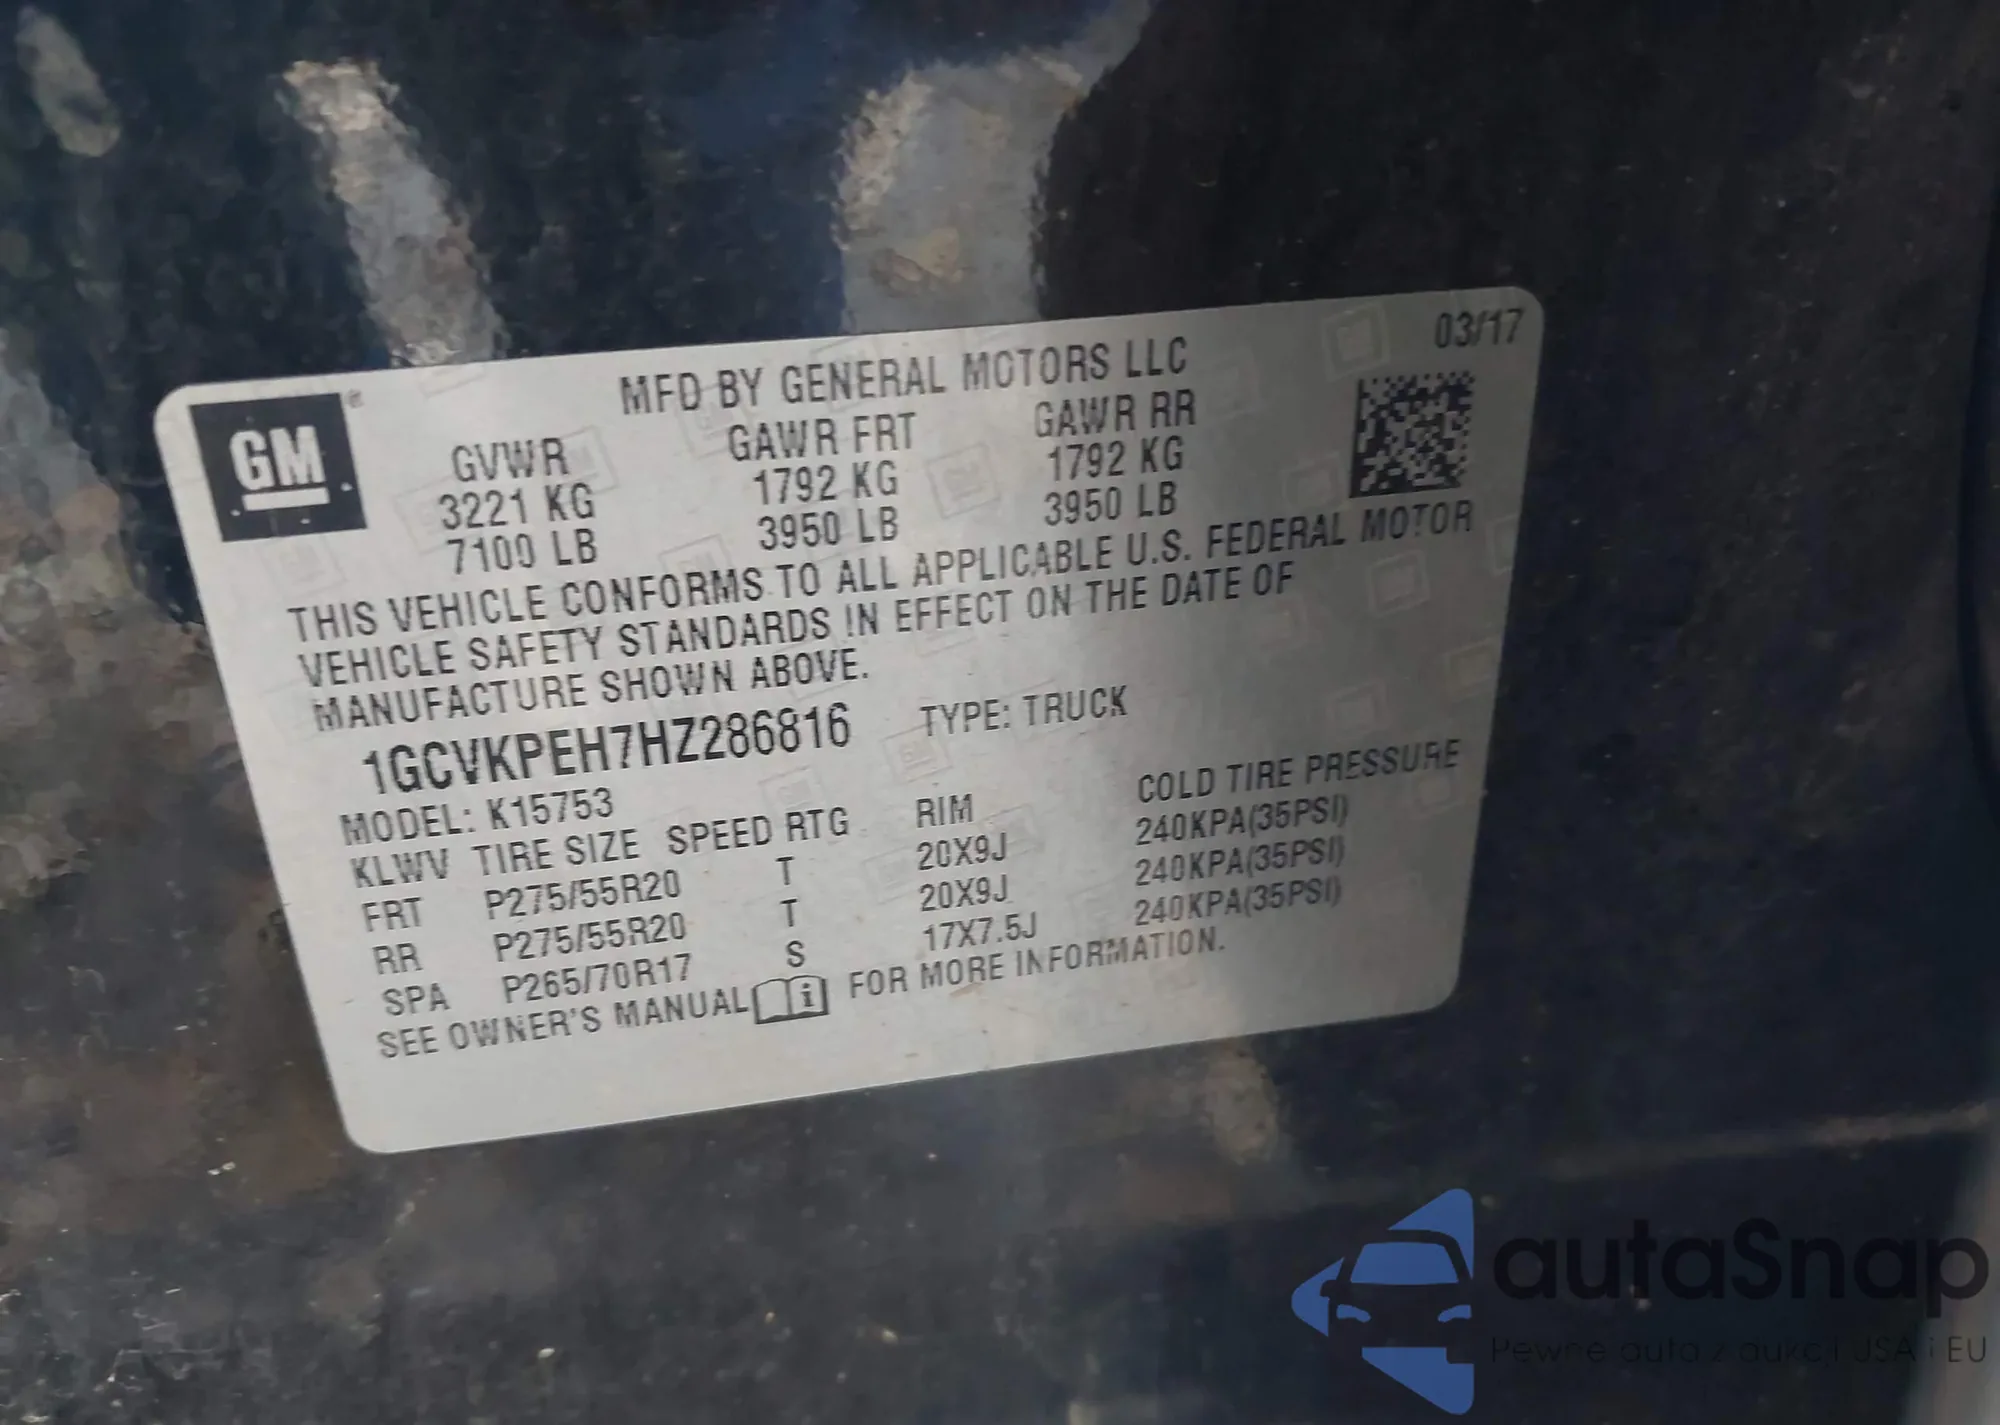 03/17
MFD BY GENERAL MOTORS LLC
GM
GVWR GAWR FRT GAWR RR
3221 KG 1792 KG 1792 KG
7100 LB 3950 LB 3950 LB
THIS VEHICLE CONFORMS TO ALL APPLICABLE U.S. FEDERAL MOTOR
VEHICLE SAFETY STANDARDS IN EFFECT ON THE DATE OF
MANUFACTURE SHOWN ABOVE.
1GCVKPEH7HZ286816 TYPE: TRUCK
MODEL: K15753
KLWV TIRE SIZE SPEED RTG RIM COLD TIRE PRESSURE
FRT P275/55R20 T 20X9J 240KPA(35PSI)
RR P275/55R20 T 20X9J 240KPA(35PSI)
SPA P265/70R17 S 17X7.5J 240KPA(35PSI)
SEE OWNER'S MANUAL i FOR MORE INFORMATION.
autaSnap
Pewne auta z aukcji USA i EU